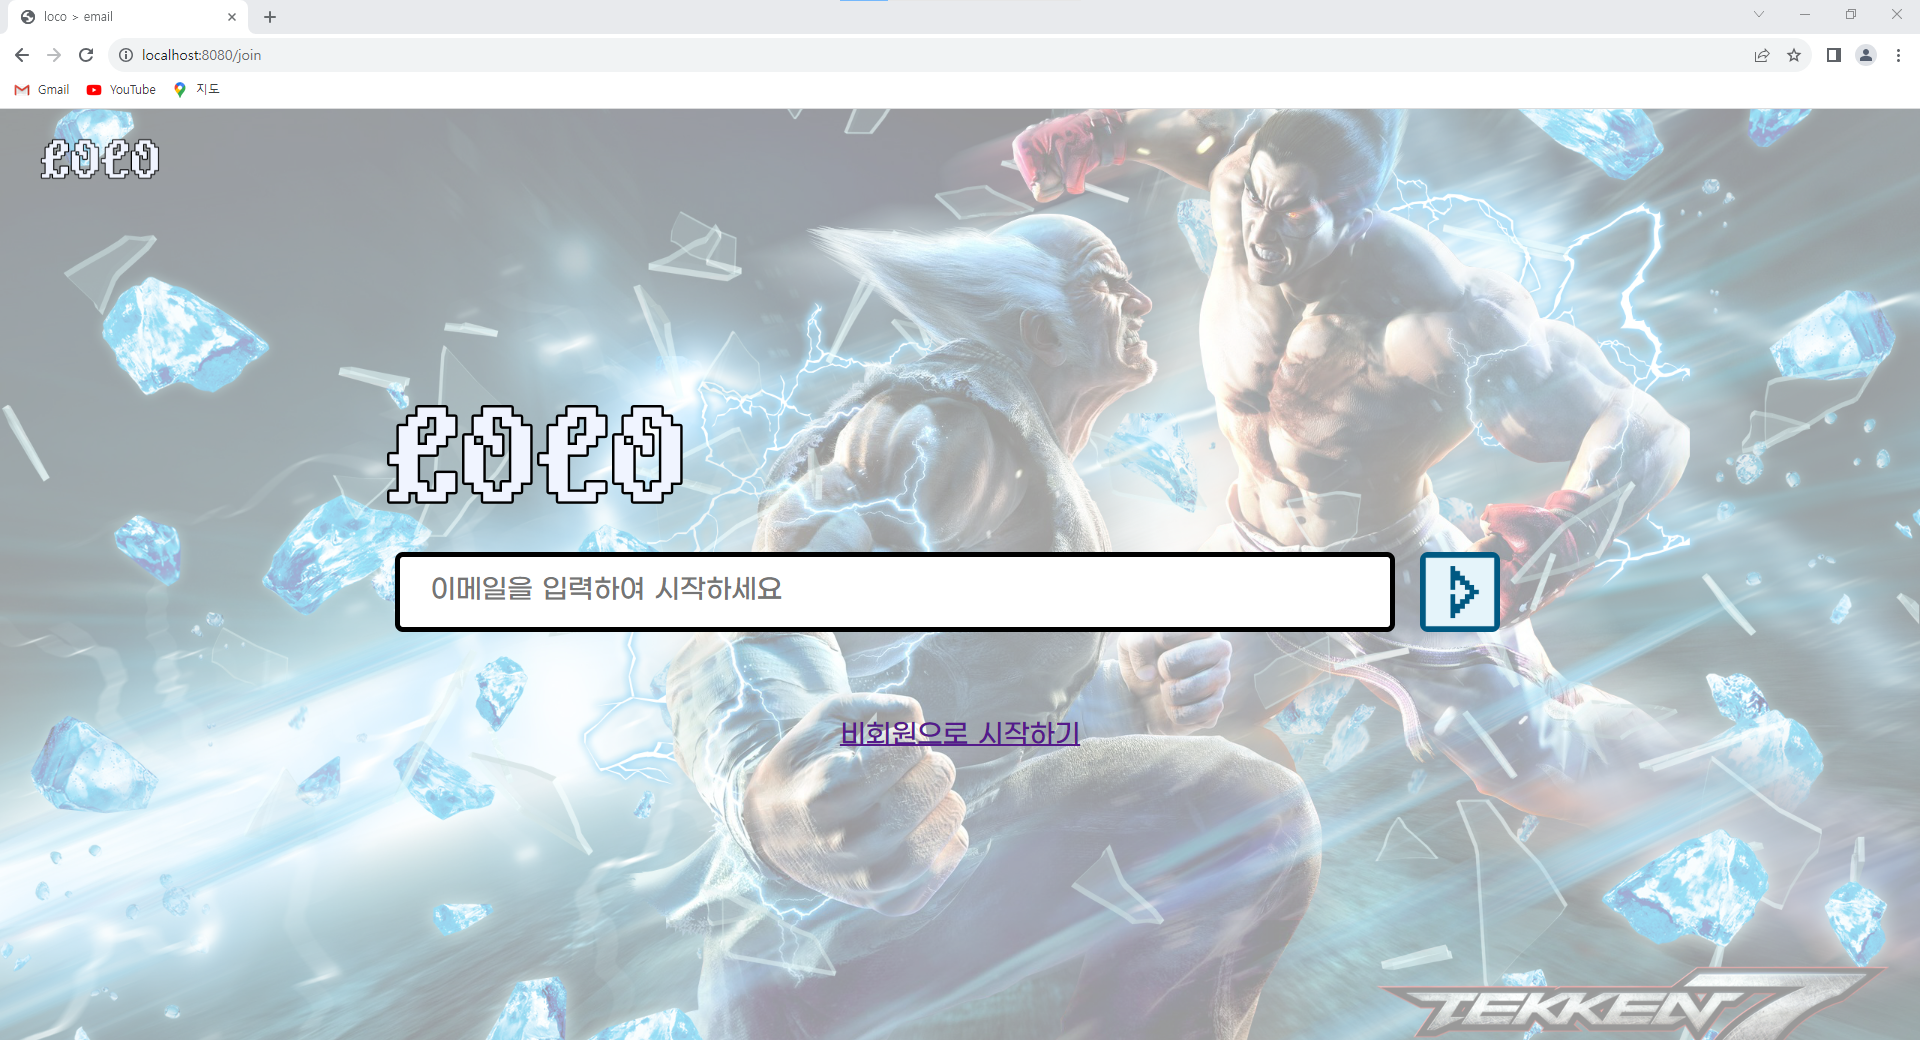 loco > email
localhost:8080/join
Gmail YouTube 지도
loco
loco
이메일을 입력하여 시작하세요
비회원으로 시작하기
TEKKEN 7